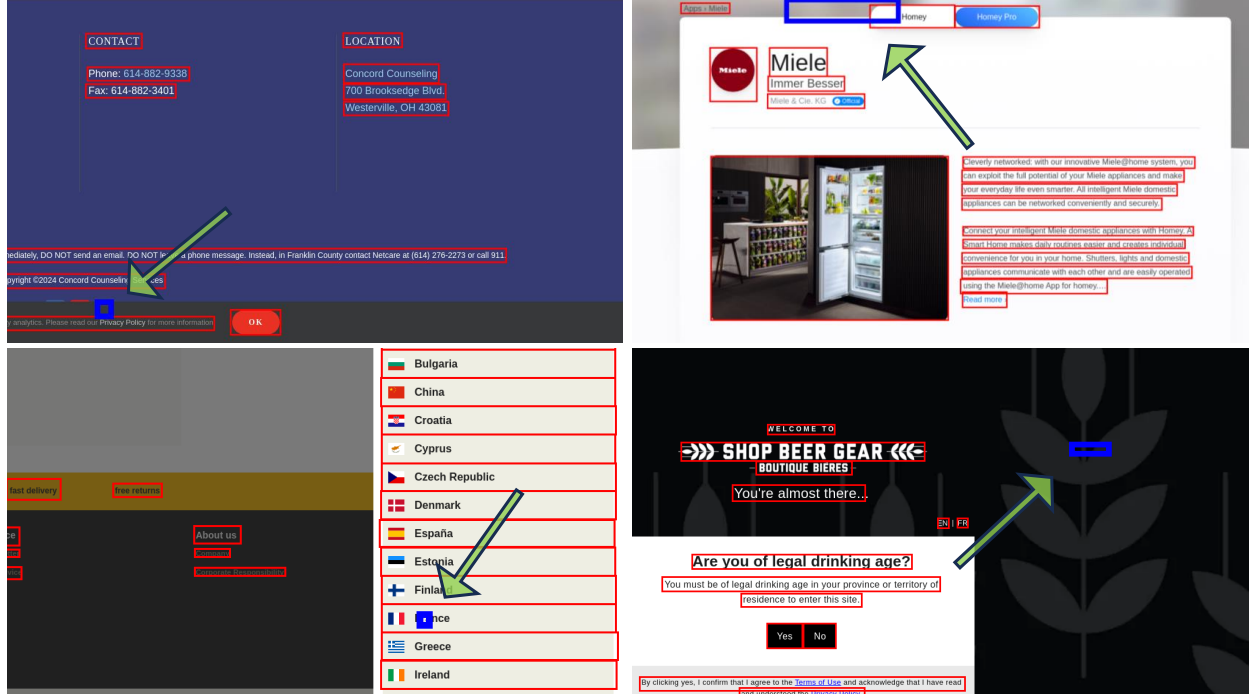 CONTACT
Phone: 614-882-9338
Fax: 614-882-3401
LOCATION
Concord Counseling
700 Brooksedge Blvd.
Westerville, OH 43081
mediately, DO NOT send an email. DO NOT a phone message. Instead, in Franklin County contact Netcare at (614) 276-2273 or call 911.
opyright ©2024 Concord Counseling
y analytics. Please read our Privacy Policy for more information
OK
Apps › Miele
Homey
Homey Pro
Miele
Miele
Immer Besser
Miele & Cie. KG
Official
Cleverly networked: with our innovative Miele@home system, you
can exploit the full potential of your Miele appliances and make
your everyday life even smarter. All intelligent Miele domestic
appliances can be networked conveniently and securely.
Connect your intelligent Miele domestic appliances with Homey. A
Smart Home makes daily routines easier and creates individual
convenience for you in your home. Shutters, lights and domestic
appliances communicate with each other and are easily operated
using the Miele@home App for homey....
Read more ›
fast delivery
free returns
ce
About us
Company
Corporate Responsibility
Bulgaria
China
Croatia
Cyprus
Czech Republic
Denmark
España
Estonia
Finland
Greece
Ireland
WELCOME TO
SHOP BEER GEAR
BOUTIQUE BIERES
You're almost there...
EN | FR
Are you of legal drinking age?
You must be of legal drinking age in your province or territory of
residence to enter this site.
Yes
No
By clicking yes, I confirm that I agree to the Terms of Use and acknowledge that I have read
and understood the Privacy Policy.